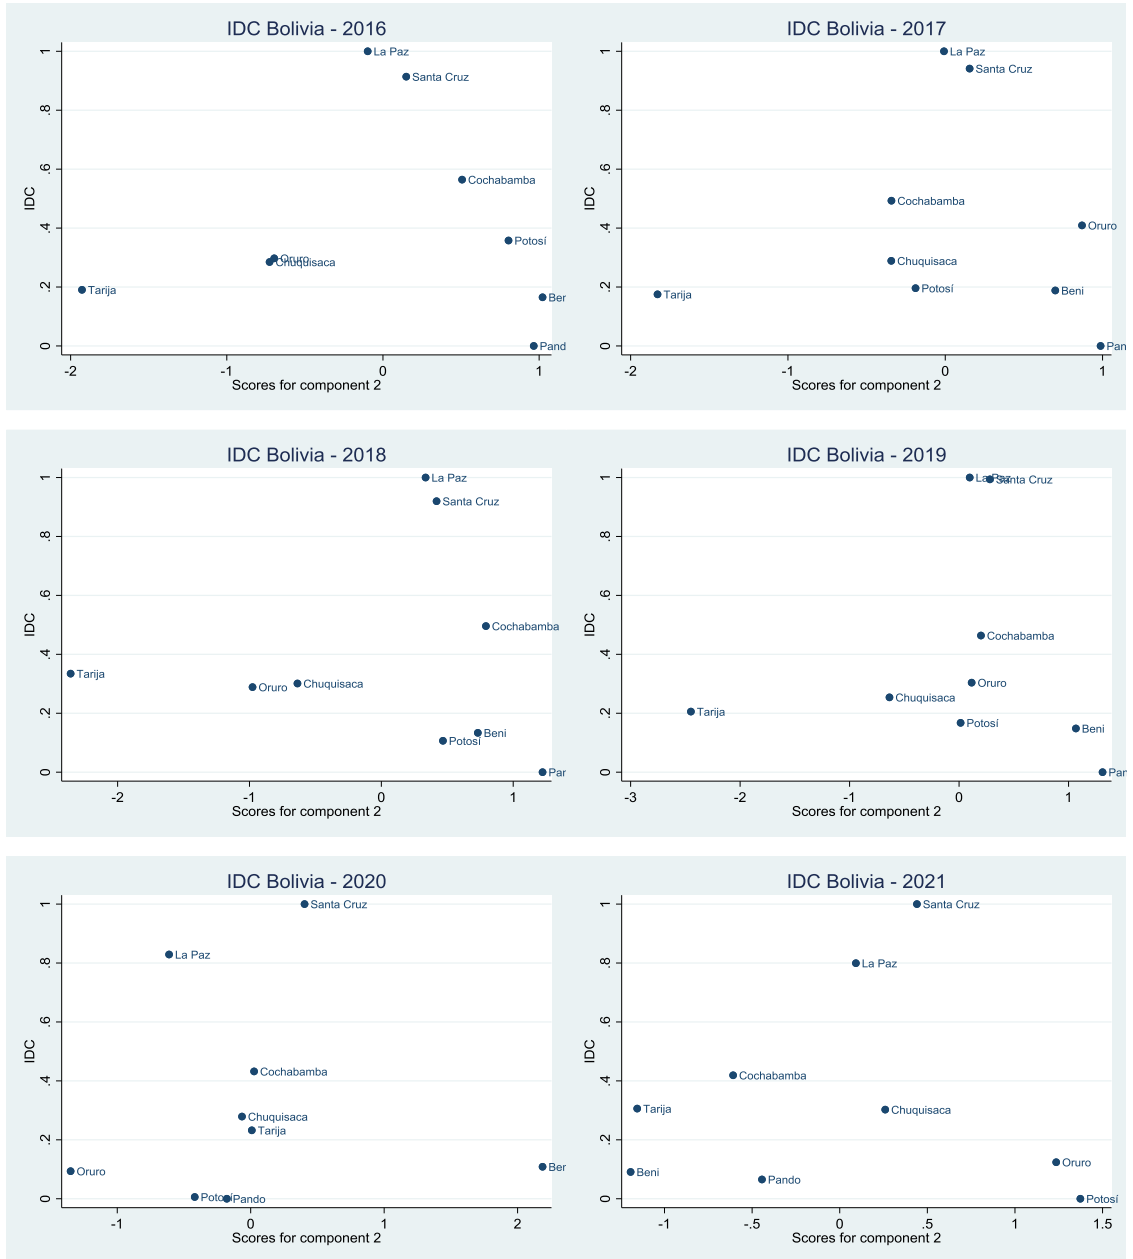 IDC Bolivia - 2016
IDC
1
.8
.6
.4
.2
0
La Paz
Santa Cruz
Cochabamba
Potosí
Oruro
Chuquisaca
Tarija
Ber
Pand
-2 -1 0 1
Scores for component 2
IDC Bolivia - 2017
IDC
1
.8
.6
.4
.2
0
La Paz
Santa Cruz
Cochabamba
Oruro
Chuquisaca
Potosí
Beni
Tarija
Pan
-2 -1 0 1
Scores for component 2
IDC Bolivia - 2018
IDC
1
.8
.6
.4
.2
0
La Paz
Santa Cruz
Cochabamba
Tarija
Chuquisaca
Oruro
Beni
Potosí
Par
-2 -1 0 1
Scores for component 2
IDC Bolivia - 2019
IDC
1
.8
.6
.4
.2
0
La Paz
Santa Cruz
Cochabamba
Oruro
Chuquisaca
Tarija
Potosí
Beni
Pan
-3 -2 -1 0 1
Scores for component 2
IDC Bolivia - 2020
IDC
1
.8
.6
.4
.2
0
Santa Cruz
La Paz
Cochabamba
Chuquisaca
Tarija
Oruro
Ber
Potosí
Pando
-1 0 1 2
Scores for component 2
IDC Bolivia - 2021
IDC
1
.8
.6
.4
.2
0
Santa Cruz
La Paz
Cochabamba
Tarija
Chuquisaca
Oruro
Beni
Pando
Potosí
-1 -.5 0 .5 1 1.5
Scores for component 2